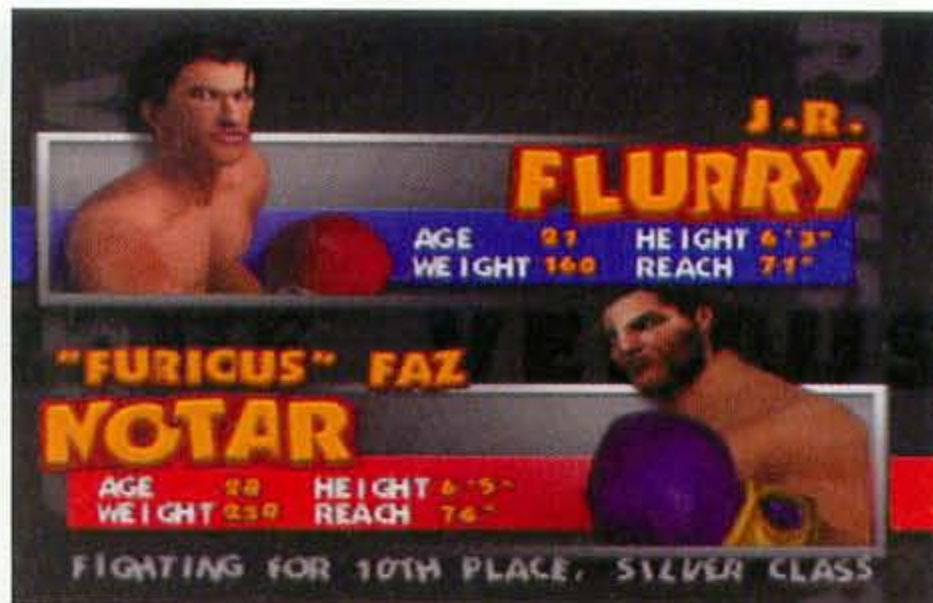 J.R.
FLURRY
AGE 21 HEIGHT 6'3"
WEIGHT 160 REACH 71"
"FURIOUS" FAZ
NOTAR
AGE 28 HEIGHT 6'5"
WEIGHT 230 REACH 76"
FIGHTING FOR 10TH PLACE, SILVER CLASS